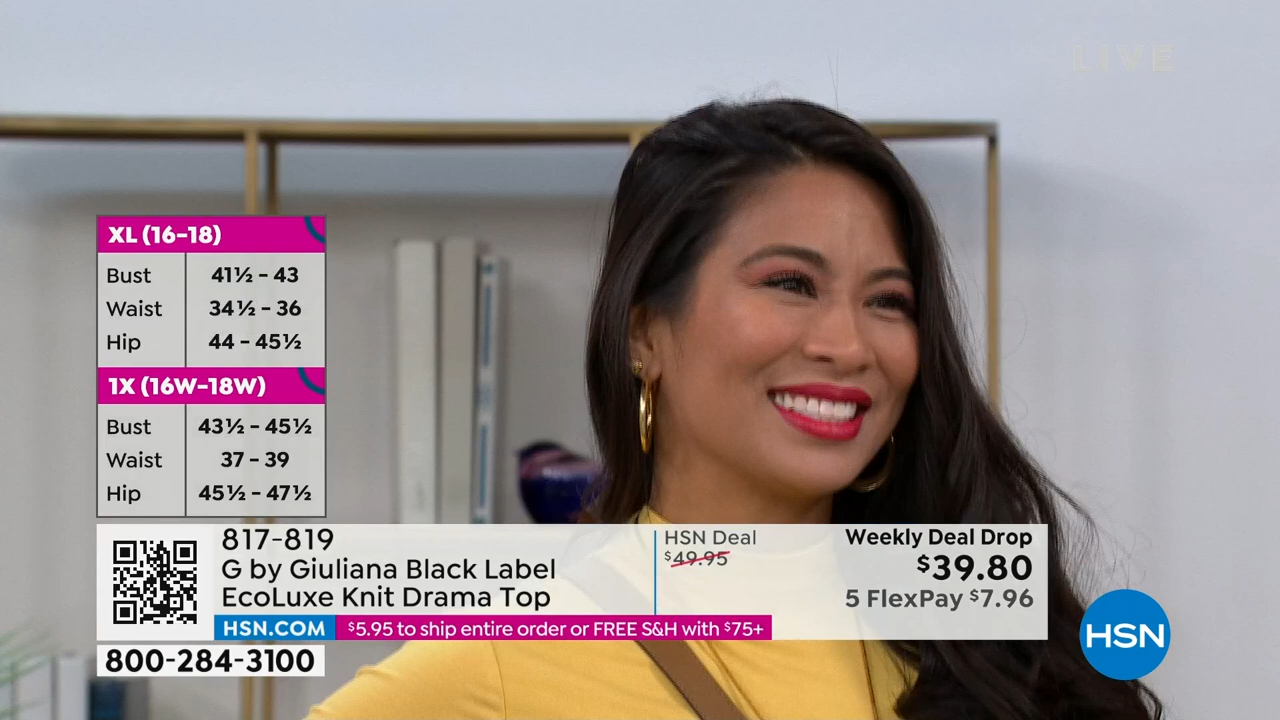 LIVE
XL (16-18)
Bust 41½ - 43
Waist 34½ - 36
Hip 44 - 45½
1X (16W-18W)
Bust 43½ - 45½
Waist 37 - 39
Hip 45½ - 47½
817-819
G by Giuliana Black Label
EcoLuxe Knit Drama Top
HSN Deal
$49.95
Weekly Deal Drop
$39.80
5 FlexPay $7.96
HSN.COM $5.95 to ship entire order or FREE S&H with $75+
800-284-3100
HSN